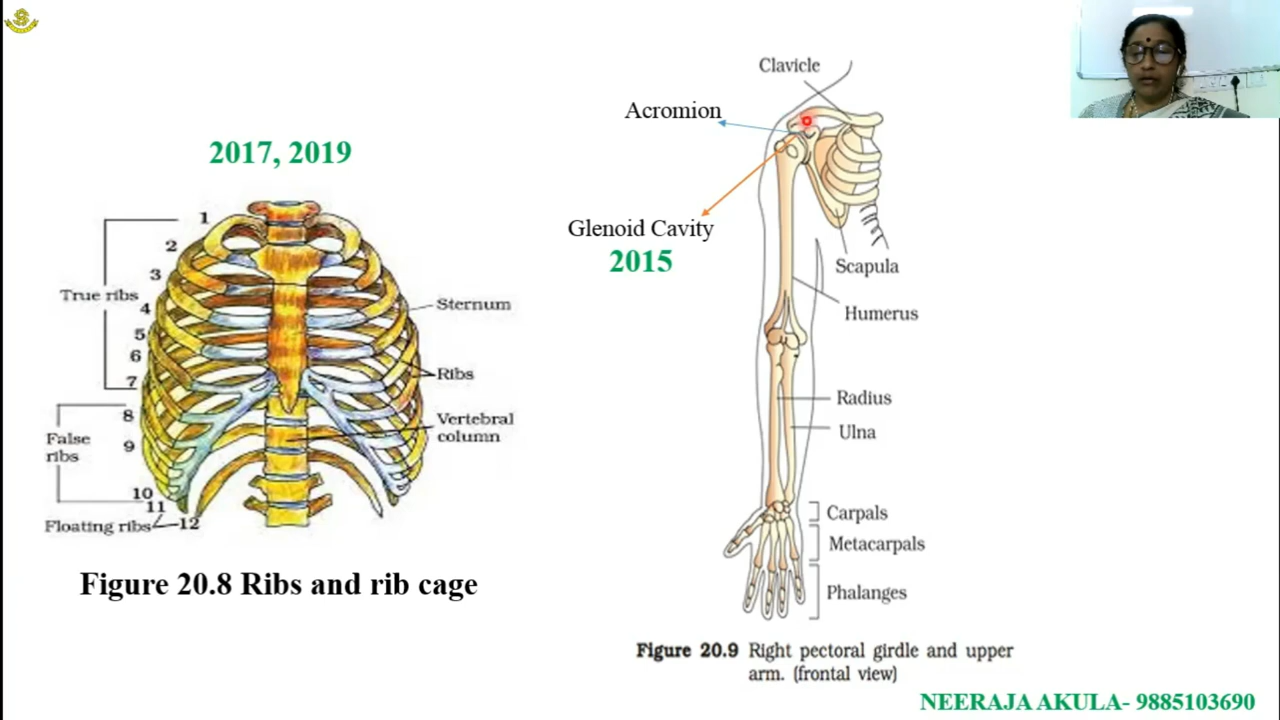 2017, 2019
1
2
3
True ribs
4
5
6
7
8
False
ribs
9
10
11
Floating ribs
12
Sternum
Ribs
Vertebral
column
Figure 20.8 Ribs and rib cage
Clavicle
Acromion
Glenoid Cavity
2015
Scapula
Humerus
Radius
Ulna
Carpals
Metacarpals
Phalanges
Figure 20.9 Right pectoral girdle and upper
arm. (frontal view)
NEERAJA AKULA- 9885103690